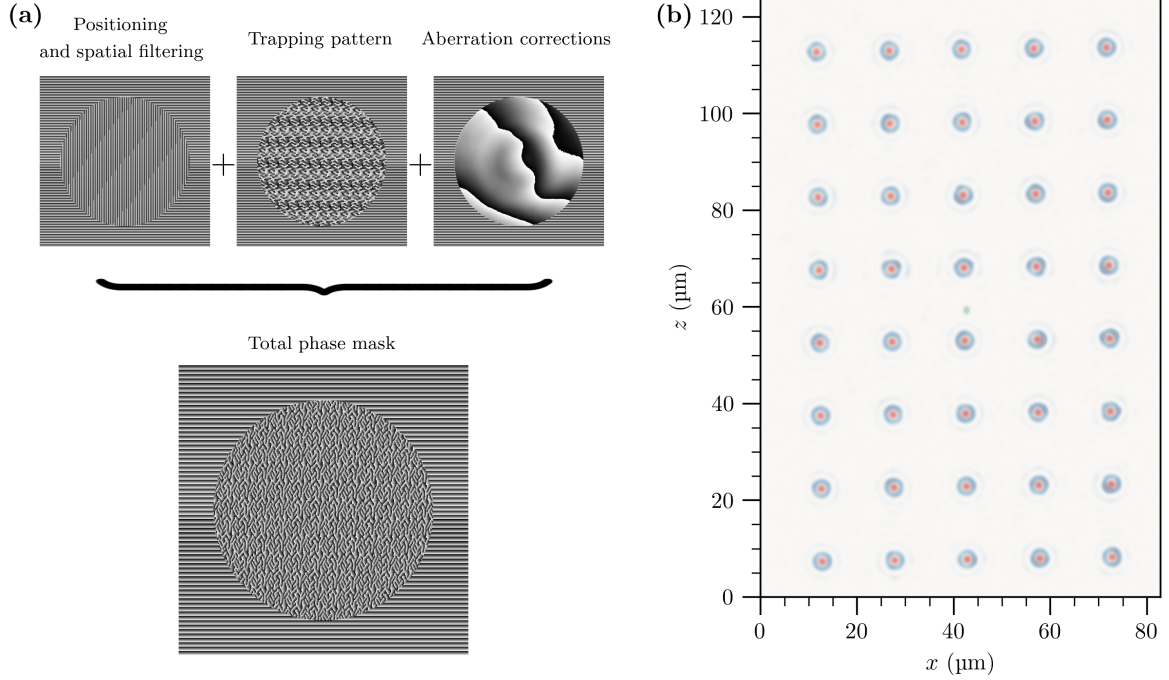 (a)
Positioning
and spatial filtering
Trapping pattern
Aberration corrections
+
+
Total phase mask
(b)
120
100
80
60
40
20
0
z (µm)
0
20
40
60
80
x (µm)